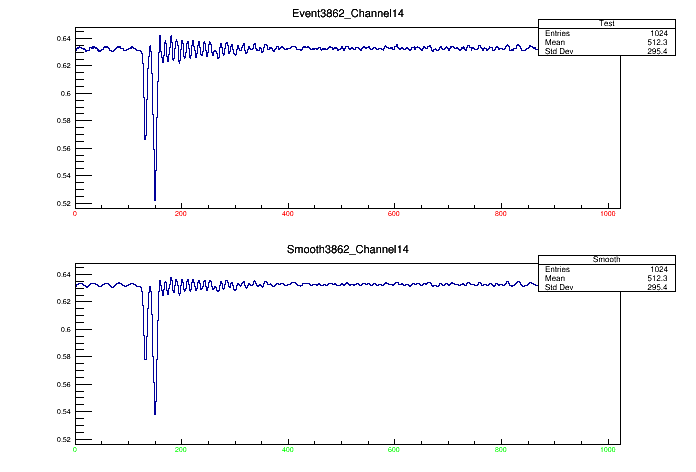 Event3862_Channel14
Test
Entries 1024
Mean 512.3
Std Dev 295.4
0.64
0.62
0.6
0.58
0.56
0.54
0.52
0 200 400 600 800 1000
Smooth3862_Channel14
Smooth
Entries 1024
Mean 512.3
Std Dev 295.4
0.64
0.62
0.6
0.58
0.56
0.54
0.52
0 200 400 600 800 1000